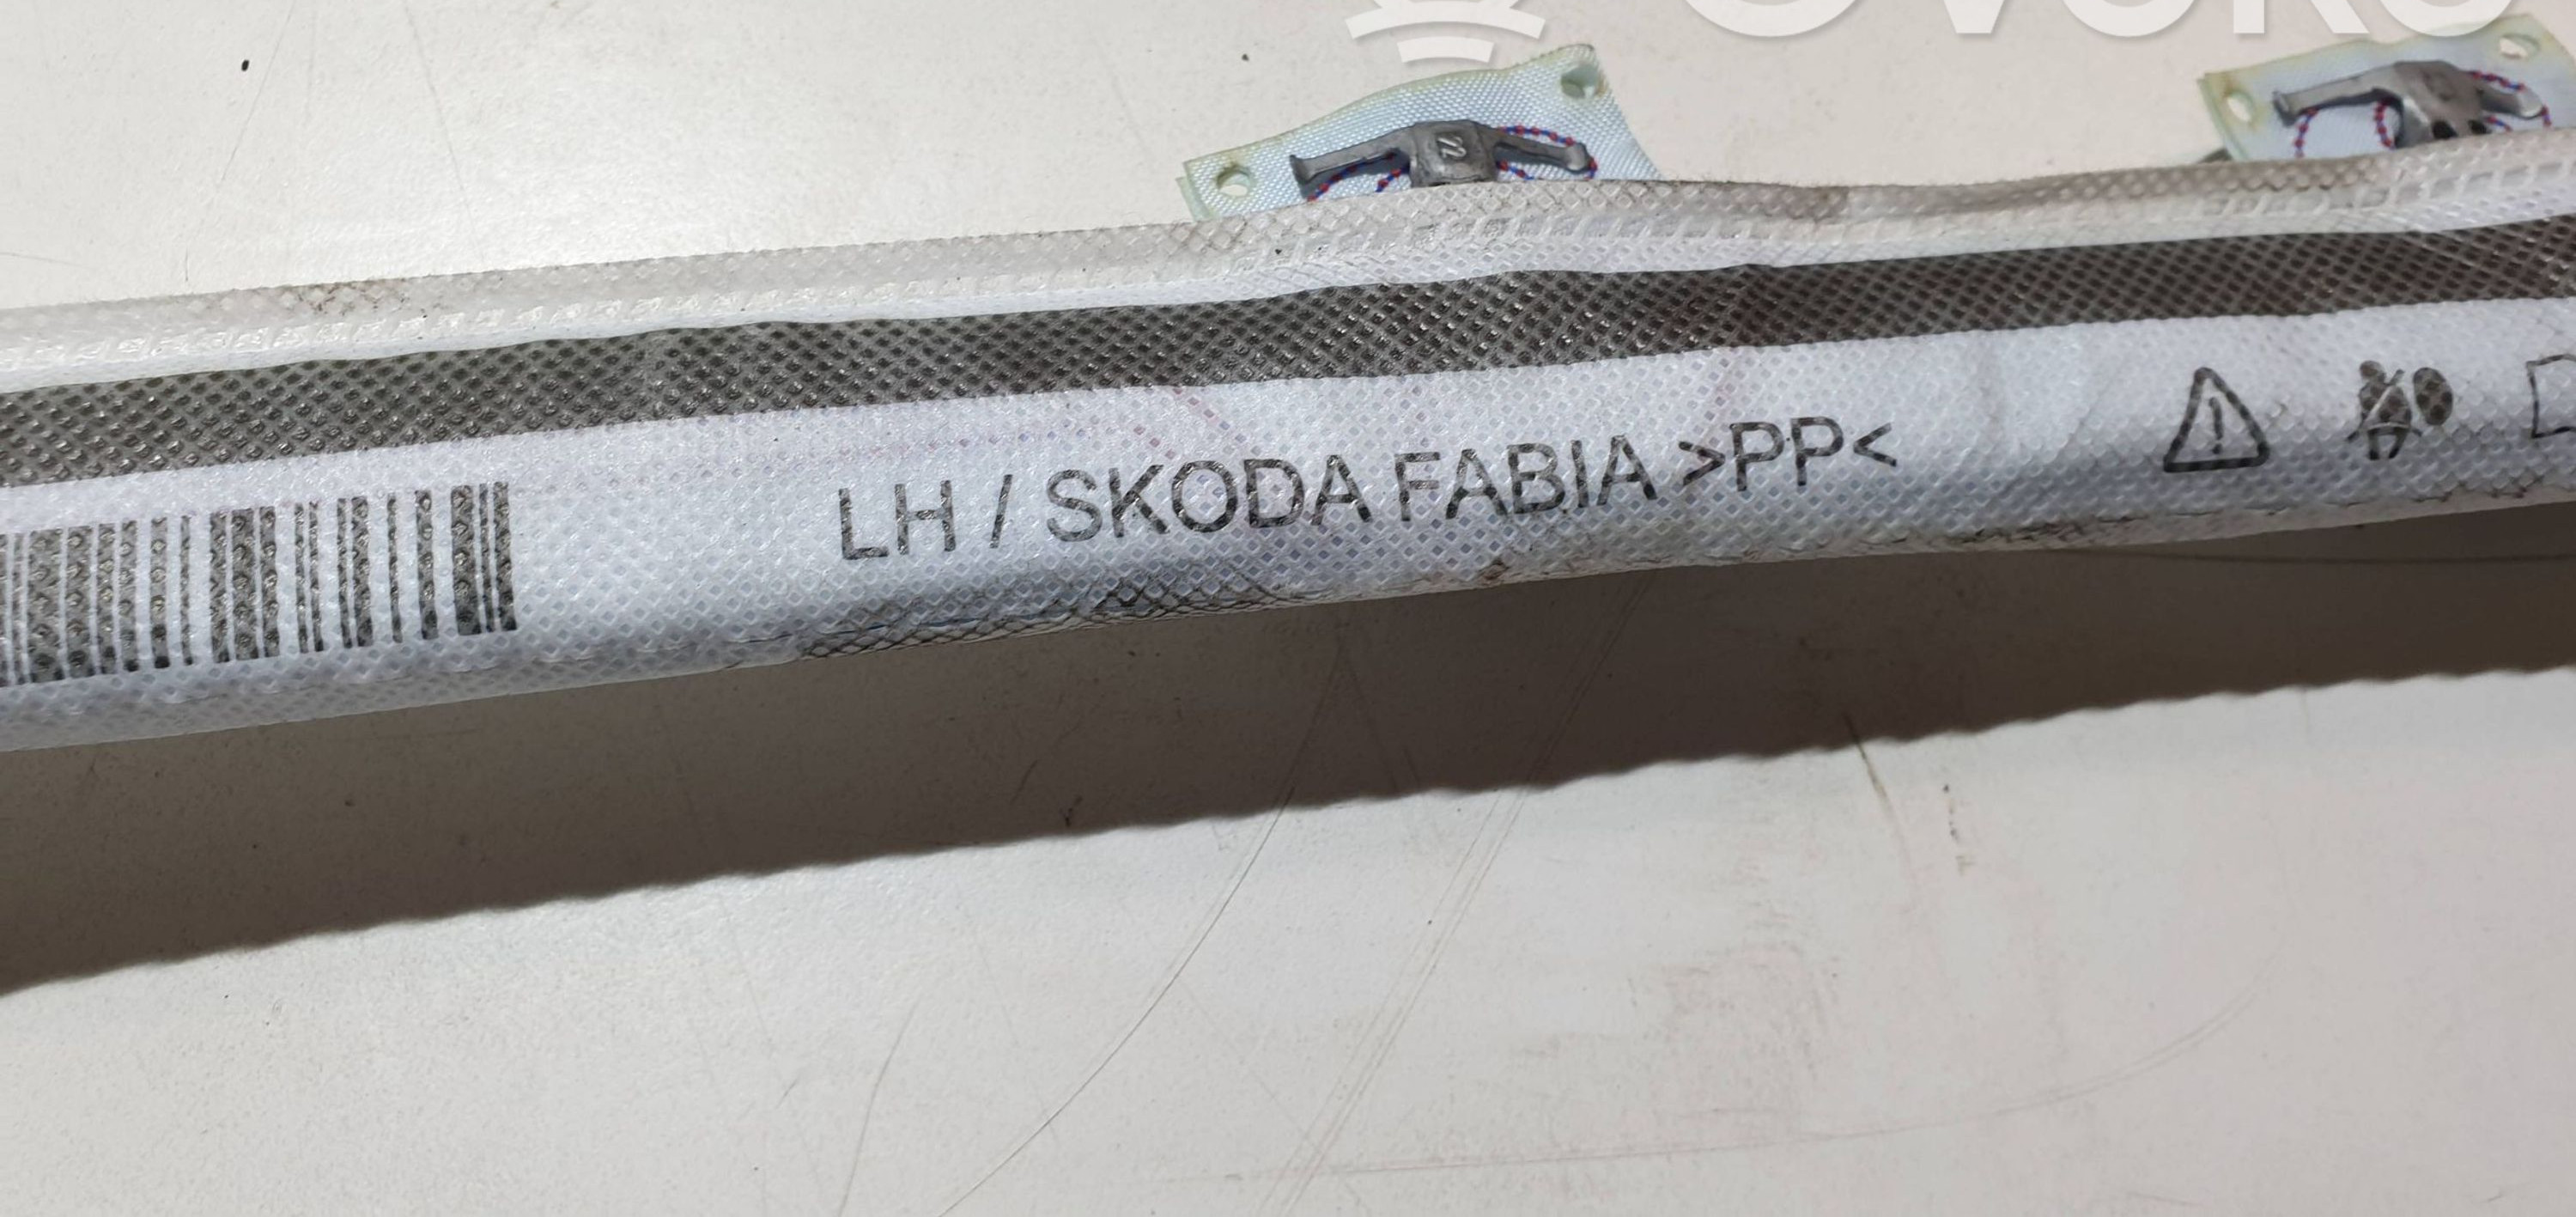 LH / SKODA FABIA >PP<